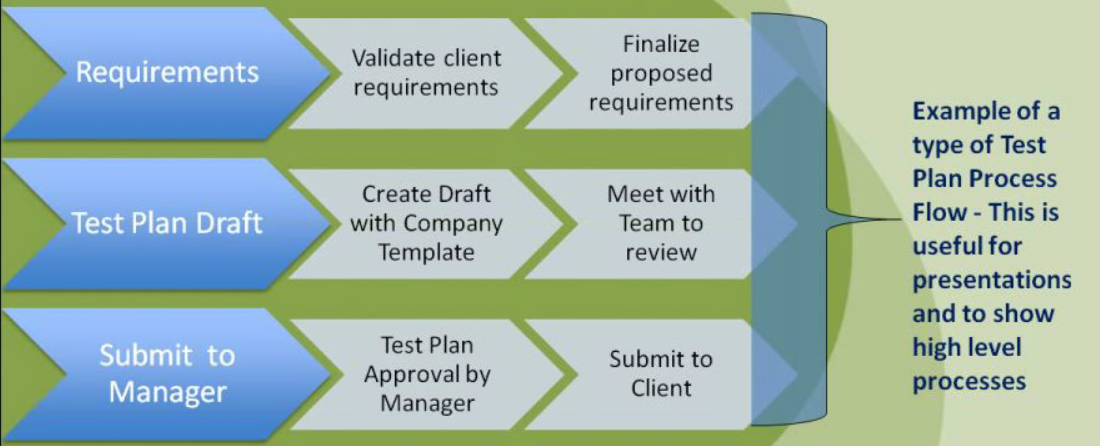 Requirements
Validate client
requirements
Finalize
proposed
requirements
Test Plan Draft
Create Draft
with Company
Template
Meet with
Team to
review
Submit to
Manager
Test Plan
Approval by
Manager
Submit to
Client
Example of a
type of Test
Plan Process
Flow - This is
useful for
presentations
and to show
high level
processes